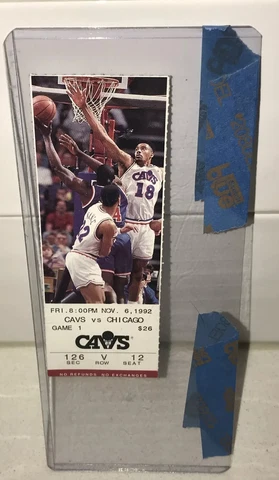 CAVS
18
FRI. 8:00PM NOV. 6, 1992
CAVS vs CHICAGO
GAME 1 $26
CAVS
126 V 12
SEC ROW SEAT
NO REFUNDS NO EXCHANGES